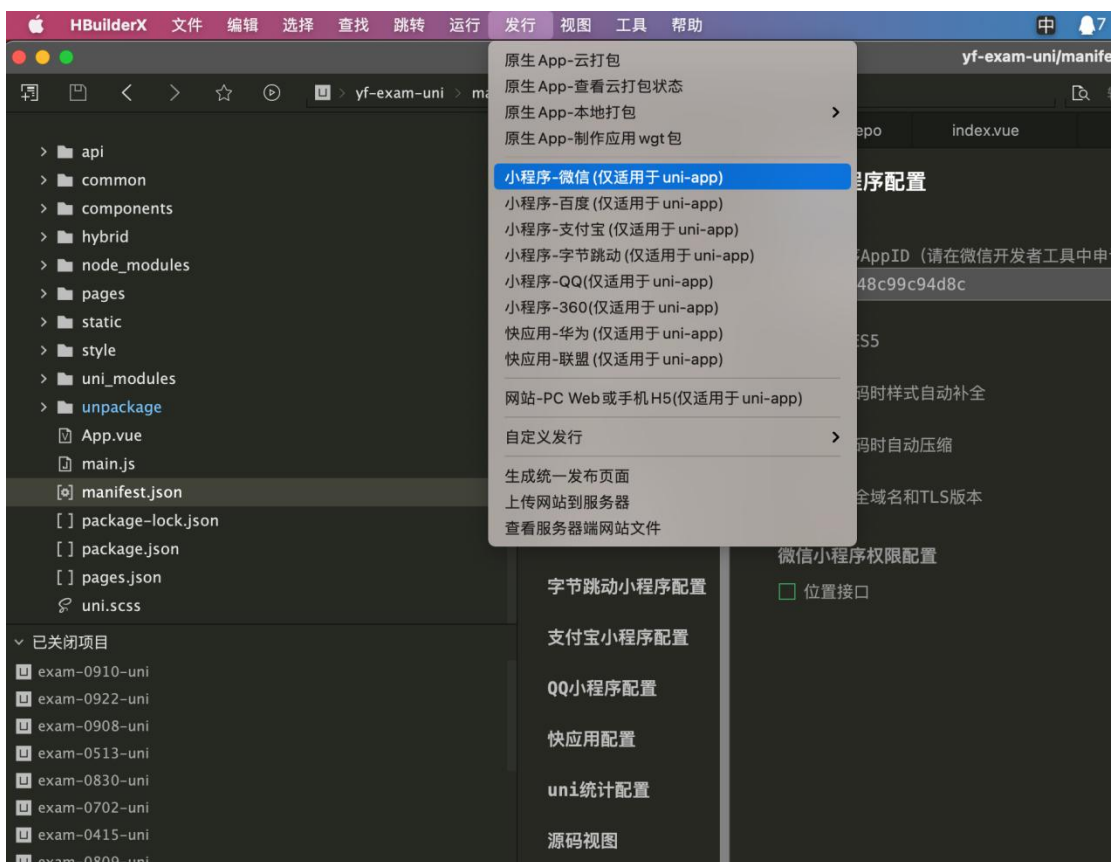 HBuilderX 文件 编辑 选择 查找 跳转 运行 发行 视图 工具 帮助 中 7
yf-exam-uni/manife
yf-exam-uni > ma
原生App-云打包
原生App-查看云打包状态
原生App-本地打包
原生App-制作应用wgt包
小程序-微信(仅适用于uni-app)
小程序-百度(仅适用于uni-app)
小程序-支付宝(仅适用于uni-app)
小程序-字节跳动(仅适用于uni-app)
小程序-QQ(仅适用于uni-app)
小程序-360(仅适用于uni-app)
快应用-华为(仅适用于uni-app)
快应用-联盟(仅适用于uni-app)
网站-PC Web或手机H5(仅适用于uni-app)
自定义发行
生成统一发布页面
上传网站到服务器
查看服务器端网站文件
api
common
components
hybrid
node_modules
pages
static
style
uni_modules
unpackage
App.vue
main.js
manifest.json
package-lock.json
package.json
pages.json
uni.scss
已关闭项目
exam-0910-uni
exam-0922-uni
exam-0908-uni
exam-0513-uni
exam-0830-uni
exam-0702-uni
exam-0415-uni
exam-0809-uni
字节跳动小程序配置
支付宝小程序配置
QQ小程序配置
快应用配置
uni统计配置
源码视图
epo index.vue
程序配置
AppID（请在微信开发者工具中申
48c99c94d8c
ES5
码时样式自动补全
码时自动压缩
全域名和TLS版本
微信小程序权限配置
位置接口